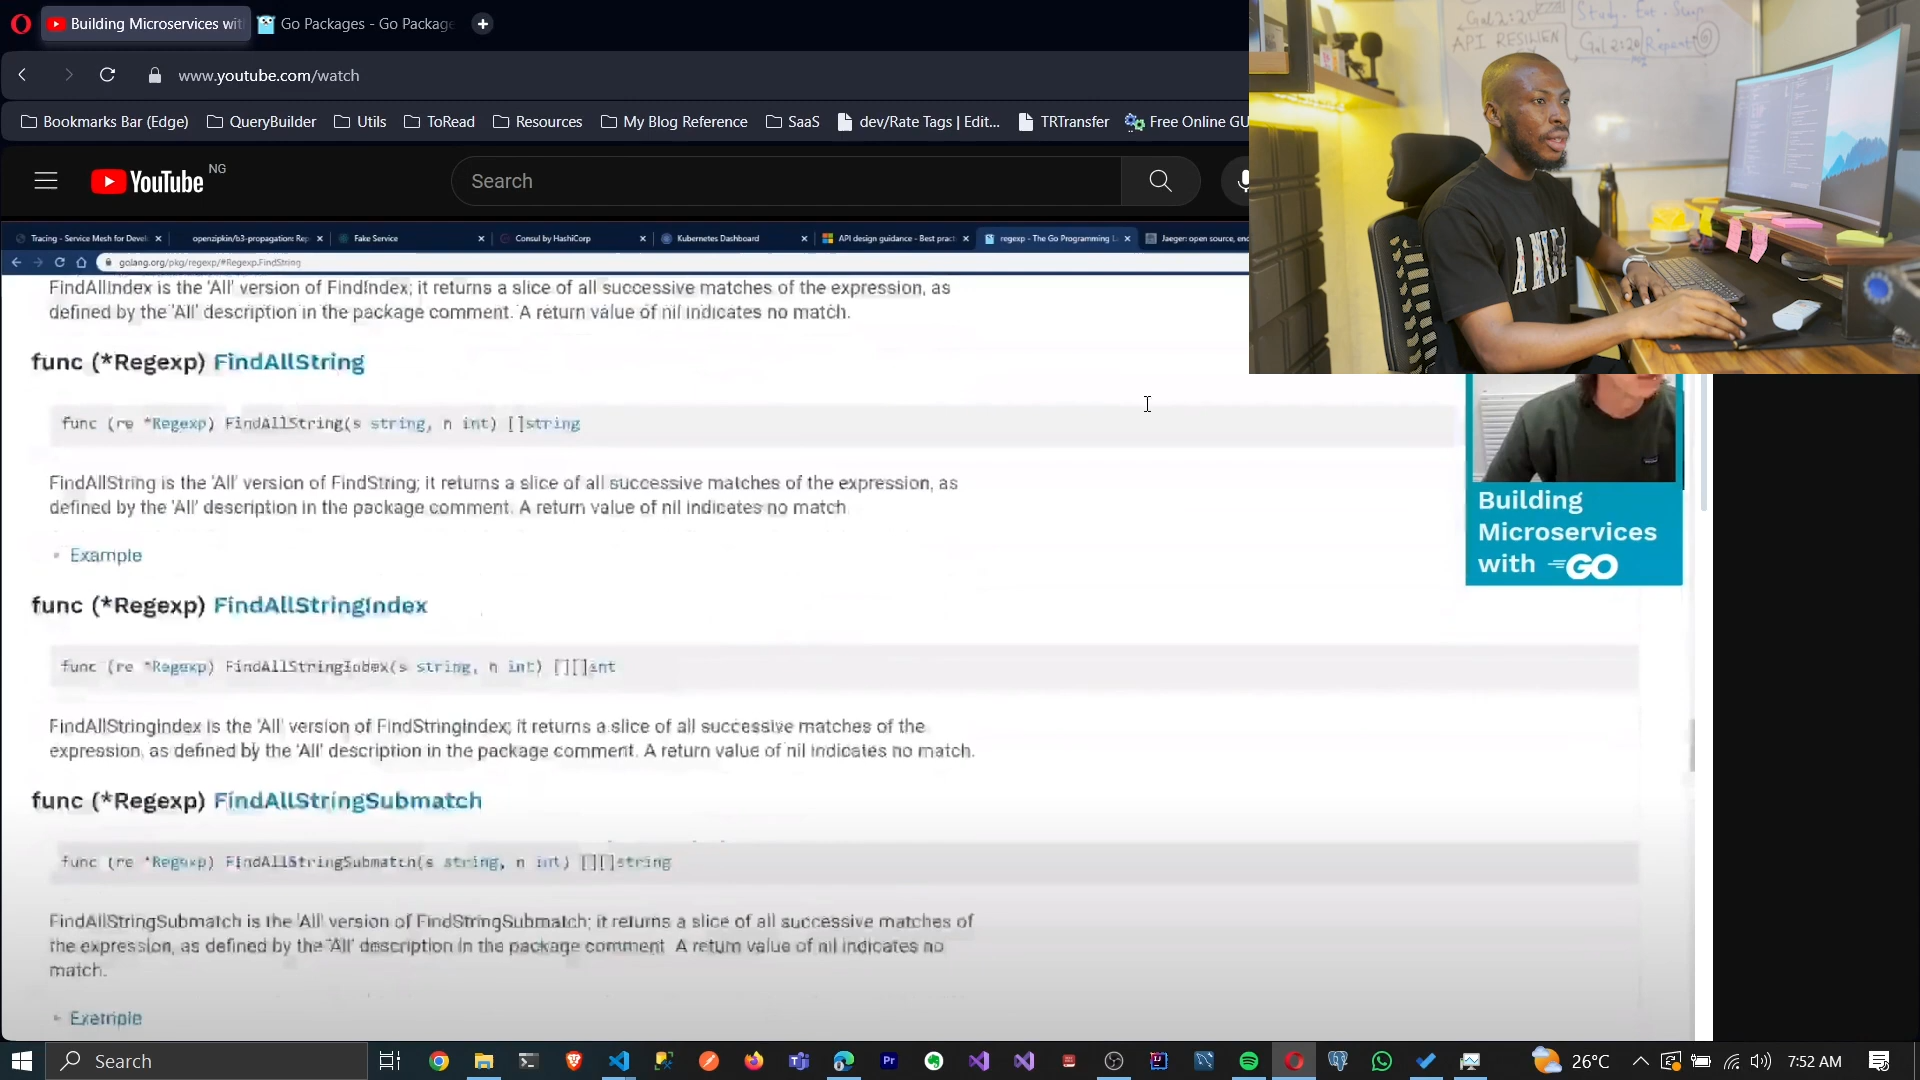 Building Microservices wit
Go Packages - Go Package
www.youtube.com/watch
Bookmarks Bar (Edge)
QueryBuilder
Utils
ToRead
Resources
My Blog Reference
SaaS
dev/Rate Tags | Edit...
TRTransfer
Free Online GU
YouTube NG
Search
Tracing - Service Mesh for Devel
openzipkin/b3-propagation: Rep
Fake Service
Consul by HashiCorp
Kubernetes Dashboard
API design guidance - Best pract
regexp - The Go Programming L
Jaeger: open source, end
golang.org/pkg/regexp/#Regexp.FindString
FindAllIndex is the 'All' version of FindIndex; it returns a slice of all successive matches of the expression, as
defined by the 'All' description in the package comment. A return value of nil indicates no match.
func (*Regexp) FindAllString
func (re *Regexp) FindAllString(s string, n int) []string
FindAllString is the 'All' version of FindString; it returns a slice of all successive matches of the expression, as
defined by the 'All' description in the package comment. A return value of nil indicates no match
Example
func (*Regexp) FindAllStringIndex
func (re *Regexp) FindAllStringIndex(s string, n int) [][]int
FindAllStringIndex is the 'All' version of FindStringIndex; it returns a slice of all successive matches of the
expression, as defined by the 'All' description in the package comment. A return value of nil indicates no match.
func (*Regexp) FindAllStringSubmatch
func (re *Regexp) FindAllStringSubmatch(s string, n int) [][]string
FindAllStringSubmatch is the 'All' version of FindStringSubmatch; it returns a slice of all successive matches of
the expression, as defined by the 'All' description in the package comment A return value of nil indicates no
match.
Example
API RESILIEN
Gal 2:20
Study. Eat. Sleep
Gal 2:20 Repeat
Building
Microservices
with GO
Search
26°C
7:52 AM